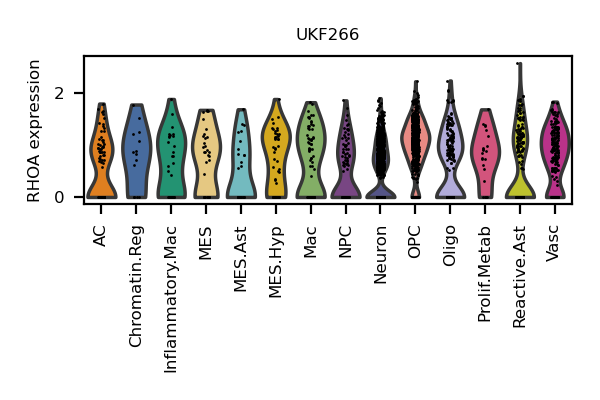 UKF266
RHOA expression
2
0
AC
Chromatin.Reg
Inflammatory.Mac
MES
MES.Ast
MES.Hyp
Mac
NPC
Neuron
OPC
Oligo
Prolif.Metab
Reactive.Ast
Vasc